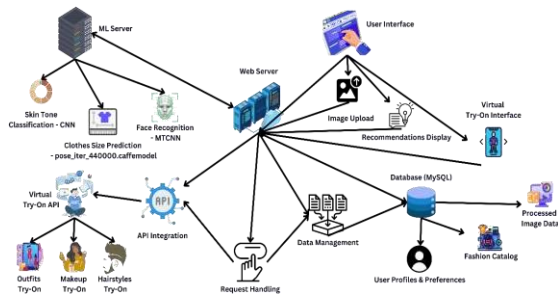 ML Server
User Interface
Web Server
Skin Tone
Classification - CNN
Clothes Size Prediction
- pose_iter_440000.caffemodel
Face Recognition
- MTCNN
Image Upload
Recommendations Display
Virtual
Try-On Interface
Virtual
Try-On API
API
API Integration
Outfits
Try-On
Makeup
Try-On
Hairstyles
Try-On
Request Handling
Data Management
Database (MySQL)
Processed
Image Data
Fashion Catalog
User Profiles & Preferences